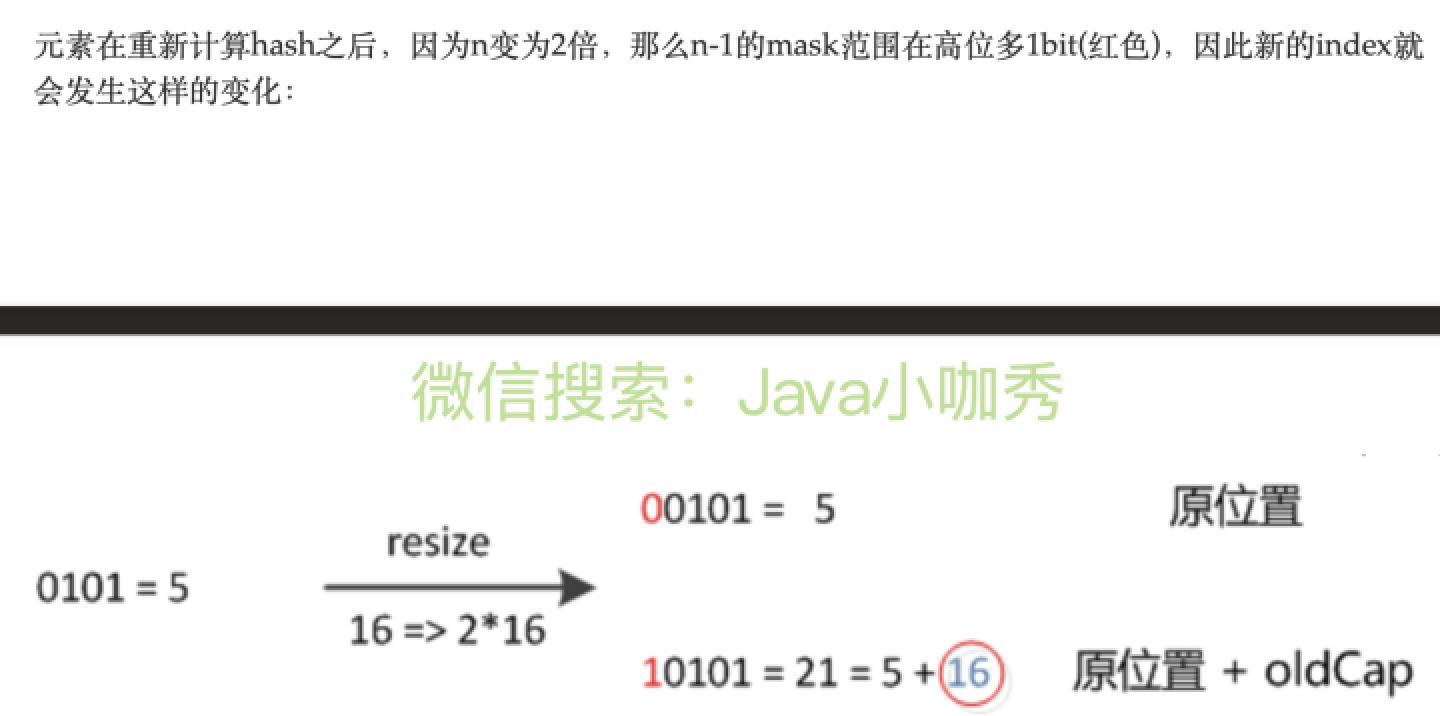 元素在重新计算hash之后，因为n变为2倍，那么n-1的mask范围在高位多1bit(红色)，因此新的index就
会发生这样的变化：
微信搜索：Java小咖秀
00101 = 5 原位置
resize
0101 = 5
16 => 2*16
10101 = 21 = 5 + 16 原位置 + oldCap